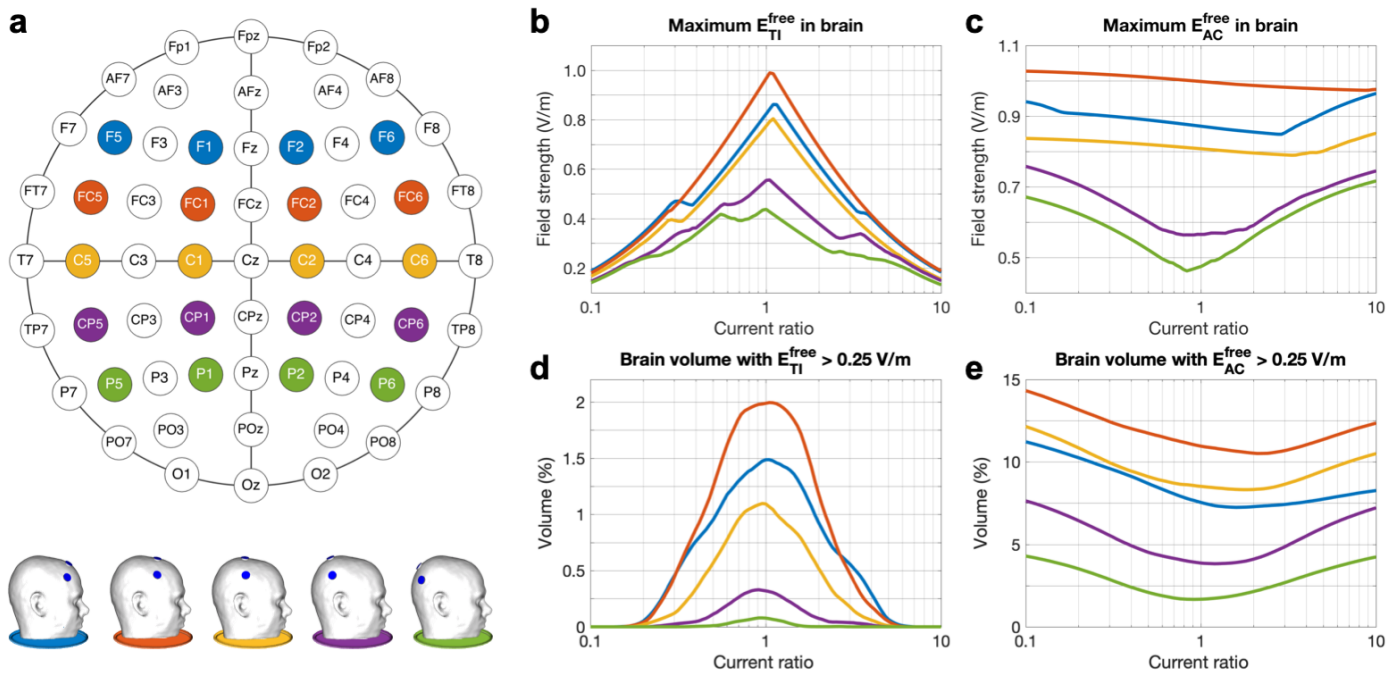 a
Fpz
Fp1
Fp2
AF7
AF8
AF3
AFz
AF4
F7
F5
F3
F1
Fz
F2
F4
F6
F8
FT7
FC5
FC3
FC1
FCz
FC2
FC4
FC6
FT8
T7
C5
C3
C1
Cz
C2
C4
C6
T8
TP7
CP5
CP3
CP1
CPz
CP2
CP4
CP6
TP8
P7
P5
P3
P1
Pz
P2
P4
P6
P8
PO7
PO3
POz
PO4
PO8
O1
Oz
O2
b
Maximum E_TI^free in brain
Field strength (V/m)
1.0
0.8
0.6
0.4
0.2
0.1
1
10
Current ratio
c
Maximum E_AC^free in brain
Field strength (V/m)
1.1
0.9
0.7
0.5
0.1
1
10
Current ratio
d
Brain volume with E_TI^free > 0.25 V/m
Volume (%)
2
1.5
1
0.5
0
0.1
1
10
Current ratio
e
Brain volume with E_AC^free > 0.25 V/m
Volume (%)
15
10
5
0
0.1
1
10
Current ratio